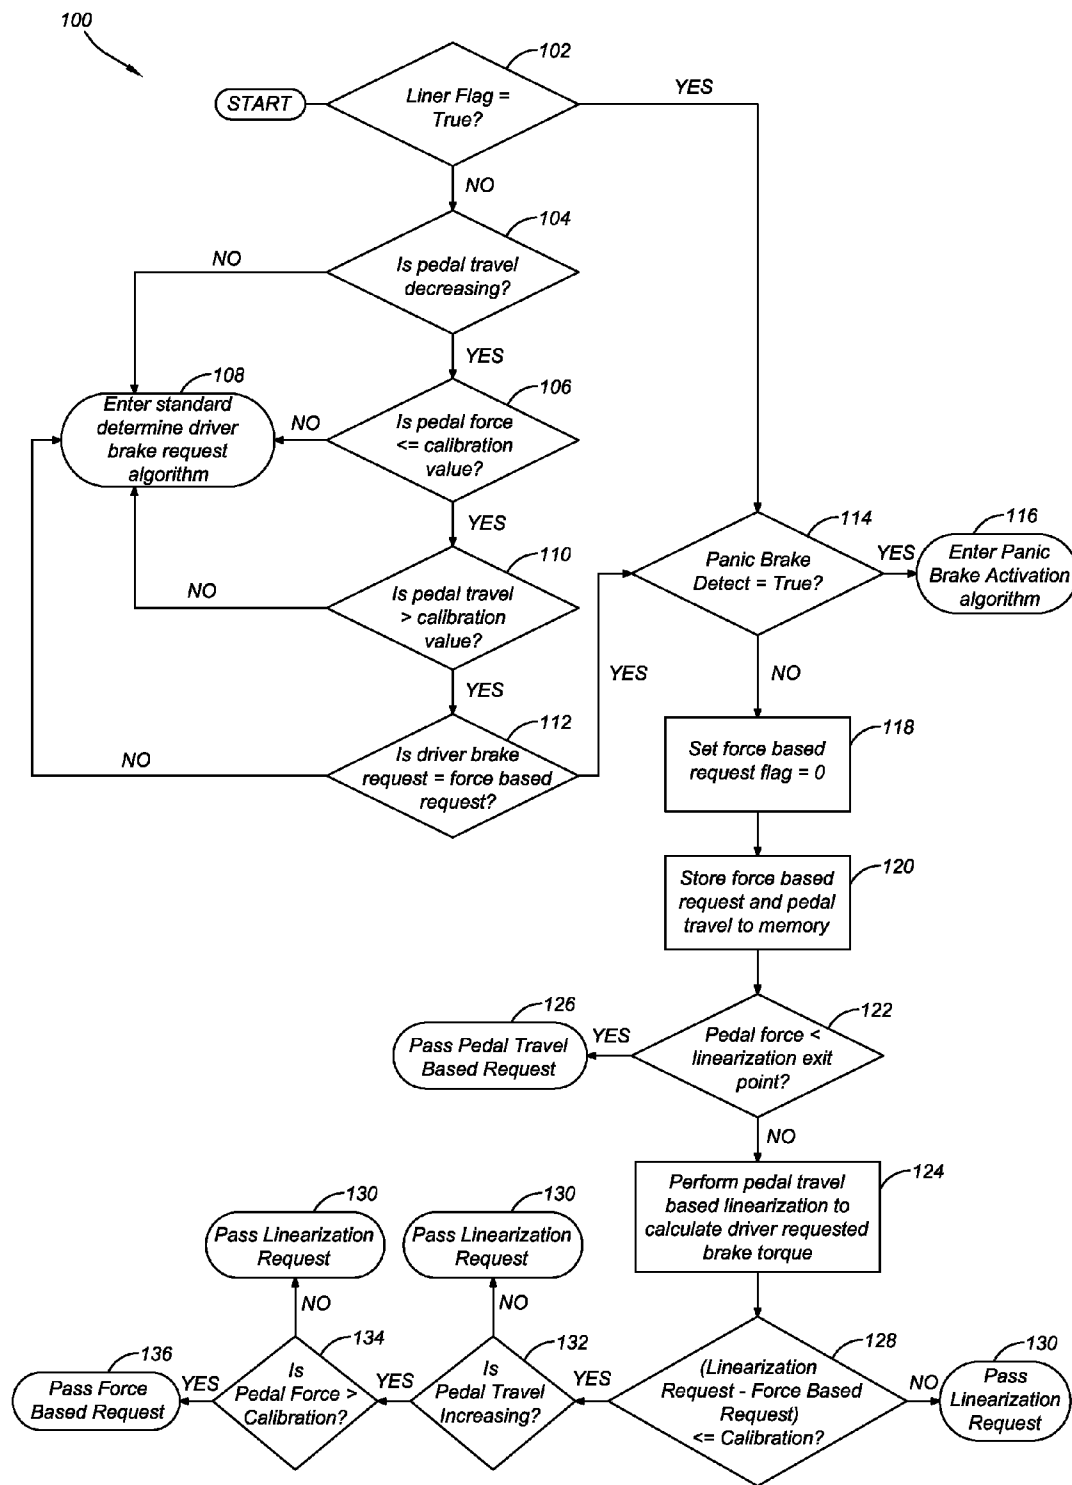 100
102
START
Liner Flag =
True?
YES
NO
104
Is pedal travel
decreasing?
NO
YES
108
Enter standard
determine driver
brake request
algorithm
106
Is pedal force
<= calibration
value?
NO
YES
110
Is pedal travel
> calibration
value?
NO
YES
112
Is driver brake
request = force based
request?
NO
YES
114
Panic Brake
Detect = True?
YES
116
Enter Panic
Brake Activation
algorithm
NO
118
Set force based
request flag = 0
120
Store force based
request and pedal
travel to memory
122
Pedal force <
linearization exit
point?
YES
126
Pass Pedal Travel
Based Request
NO
124
Perform pedal travel
based linearization to
calculate driver requested
brake torque
128
(Linearization
Request - Force Based
Request)
<= Calibration?
NO
130
Pass
Linearization
Request
YES
132
Is
Pedal Travel
Increasing?
NO
130
Pass Linearization
Request
YES
134
Is
Pedal Force >
Calibration?
NO
130
Pass Linearization
Request
YES
136
Pass Force
Based Request